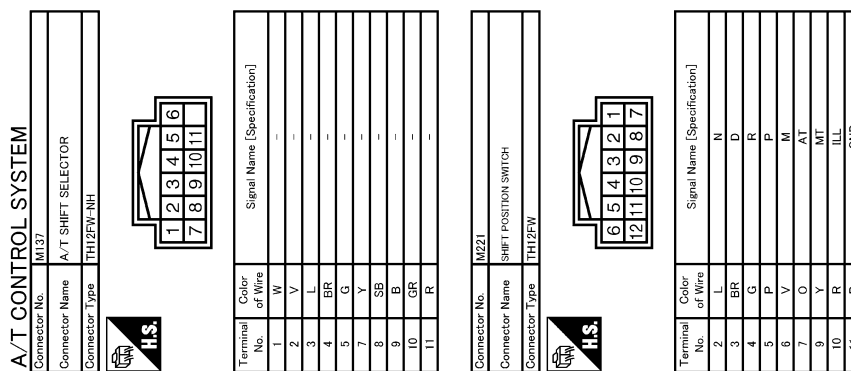 A/T CONTROL SYSTEM
Connector No. M137
Connector Name A/T SHIFT SELECTOR
Connector Type TH12FW-NH
H.S.
1 2 3 4 5 6
7 8 9 10 11
Terminal No. Color of Wire Signal Name [Specification]
1 W –
2 V –
3 L –
4 BR –
5 G –
7 Y –
8 SB –
9 B –
10 GR –
11 R –
Connector No. M221
Connector Name SHIFT POSITION SWITCH
Connector Type TH12FW
H.S.
6 5 4 3 2 1
12 11 10 9 8 7
Terminal No. Color of Wire Signal Name [Specification]
2 L N
3 BR D
4 G R
5 P P
6 V M
7 O AT
9 Y MT
10 R ILL